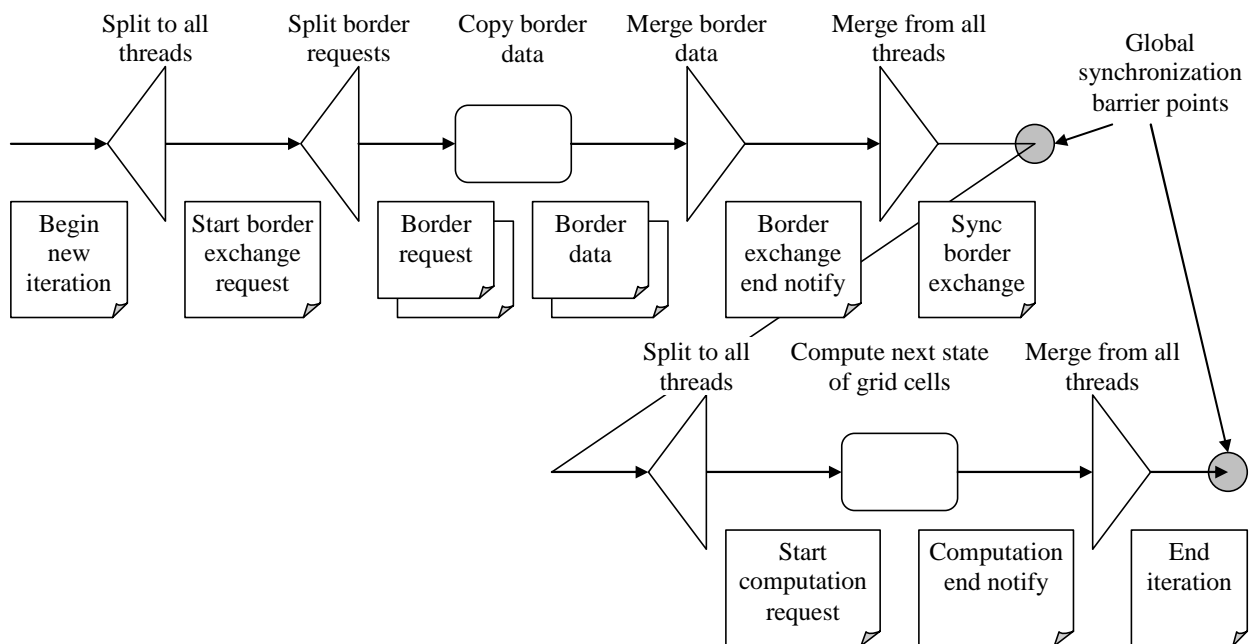 Split to all
threads
Split border
requests
Copy border
data
Merge border
data
Merge from all
threads
Global
synchronization
barrier points
Begin
new
iteration
Start border
exchange
request
Border
request
Border
data
Border
exchange
end notify
Sync
border
exchange
Split to all
threads
Compute next state
of grid cells
Merge from all
threads
Start
computation
request
Computation
end notify
End
iteration